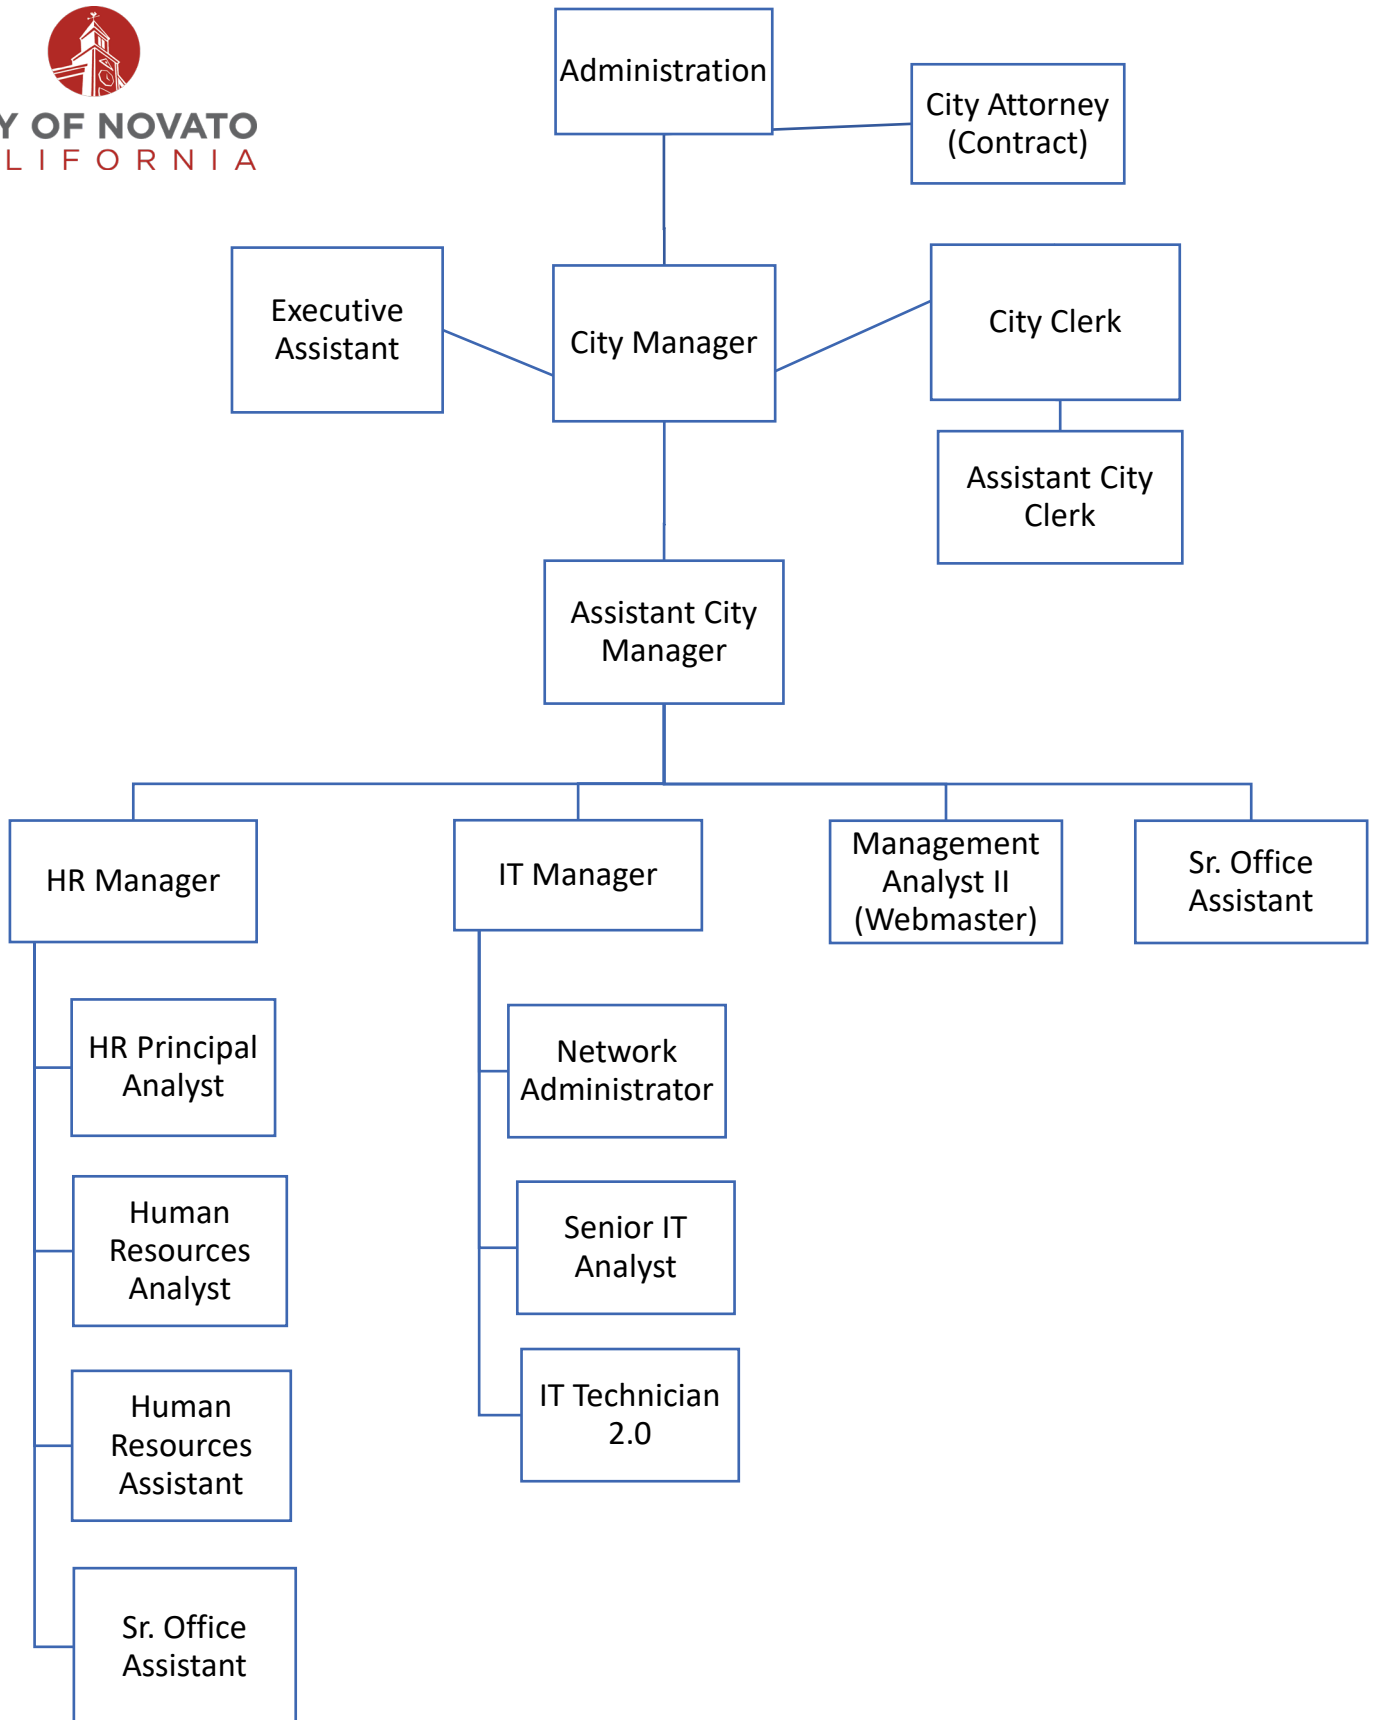 Y OF NOVATO
LIFORNIA
Administration
City Attorney
(Contract)
Executive
Assistant
City Manager
City Clerk
Assistant City
Clerk
Assistant City
Manager
HR Manager
IT Manager
Management
Analyst II
(Webmaster)
Sr. Office
Assistant
HR Principal
Analyst
Network
Administrator
Human
Resources
Analyst
Senior IT
Analyst
Human
Resources
Assistant
IT Technician
2.0
Sr. Office
Assistant